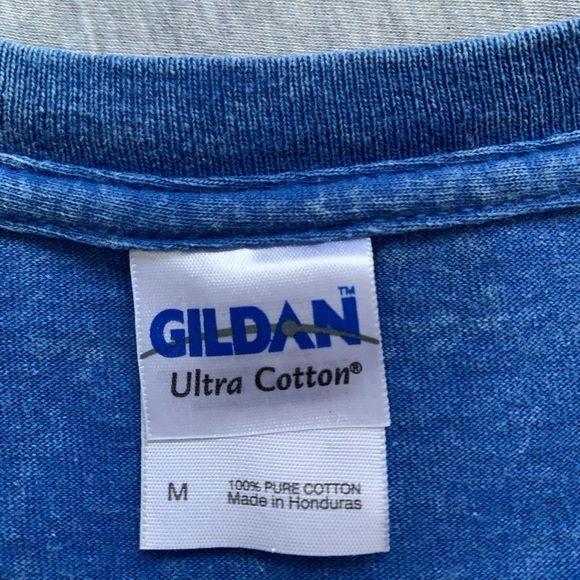 GILDAN™
Ultra Cotton®
M
100% PURE COTTON
Made in Honduras